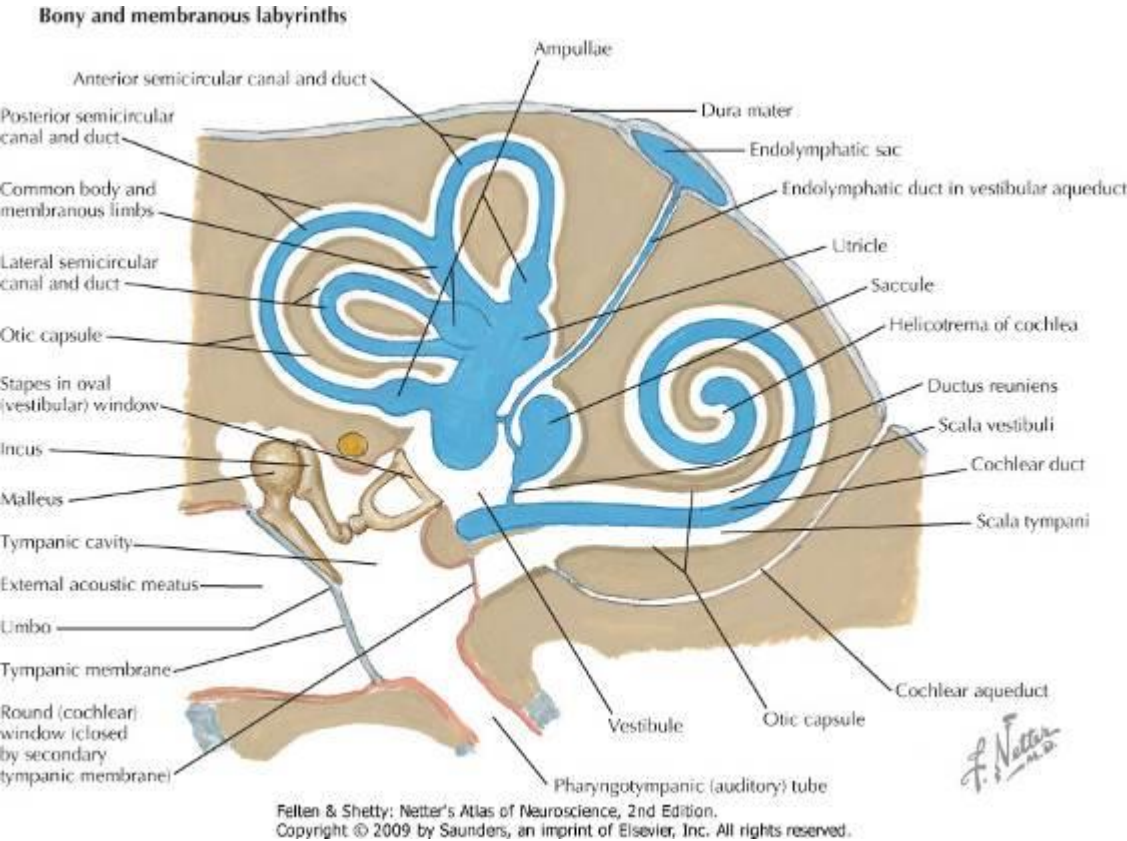 Bony and membranous labyrinths
Ampullae
Anterior semicircular canal and duct
Dura mater
Posterior semicircular
canal and duct
Endolymphatic sac
Common body and
membranous limbs
Endolymphatic duct in vestibular aqueduct
Utricle
Lateral semicircular
canal and duct
Saccule
Otic capsule
Helicotrema of cochlea
Stapes in oval
(vestibular) window
Ductus reuniens
Scala vestibuli
Incus
Cochlear duct
Malleus
Scala tympani
Tympanic cavity
External acoustic meatus
Umbo
Tympanic membrane
Cochlear aqueduct
Round (cochlear)
window (closed
by secondary
tympanic membrane)
Vestibule
Otic capsule
F. Netter
M.D.
Pharyngotympanic (auditory) tube
Felten & Shetty: Netter's Atlas of Neuroscience, 2nd Edition.
Copyright © 2009 by Saunders, an imprint of Elsevier, Inc. All rights reserved.